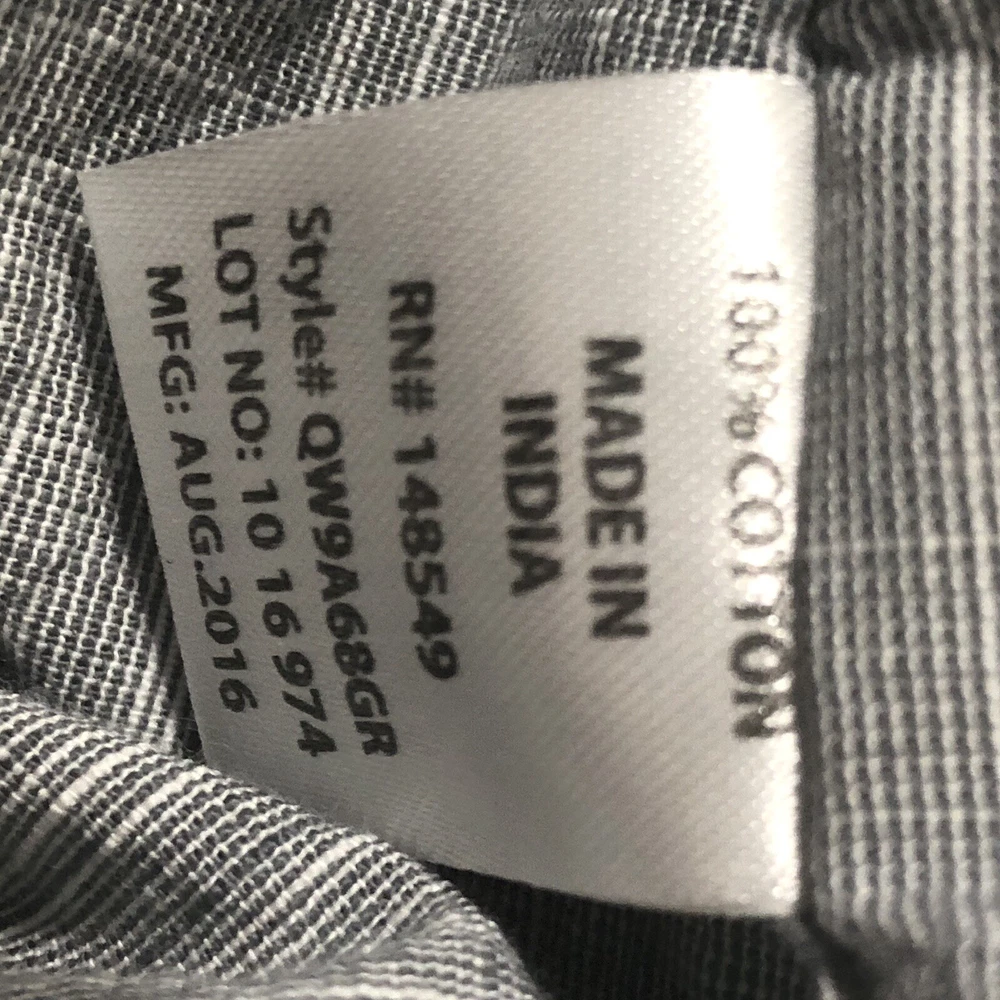 100% COTTON
MADE IN
INDIA
RN# 148549
Style# QW9A68GR
LOT NO: 10 16 974
MFG: AUG.2016